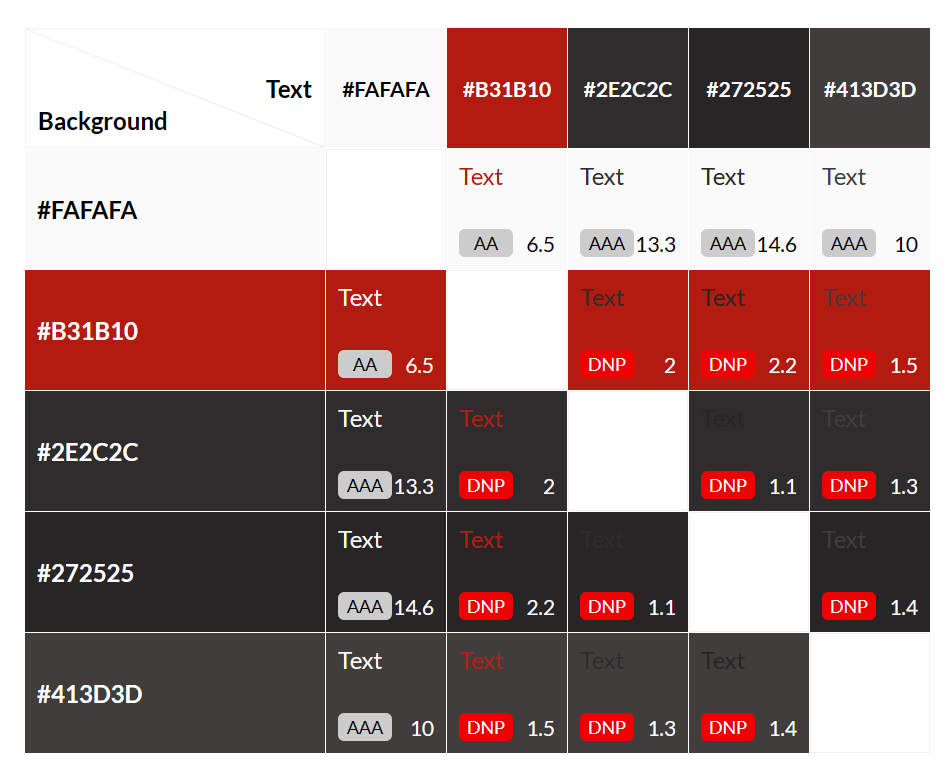 Text
Background
#FAFAFA #B31B10 #2E2C2C #272525 #413D3D
#FAFAFA
Text Text Text Text
AA 6.5 AAA 13.3 AAA 14.6 AAA 10
#B31B10
Text Text Text Text
AA 6.5 DNP 2 DNP 2.2 DNP 1.5
#2E2C2C
Text Text Text Text
AAA 13.3 DNP 2 DNP 1.1 DNP 1.3
#272525
Text Text Text Text
AAA 14.6 DNP 2.2 DNP 1.1 DNP 1.4
#413D3D
Text Text Text Text
AAA 10 DNP 1.5 DNP 1.3 DNP 1.4